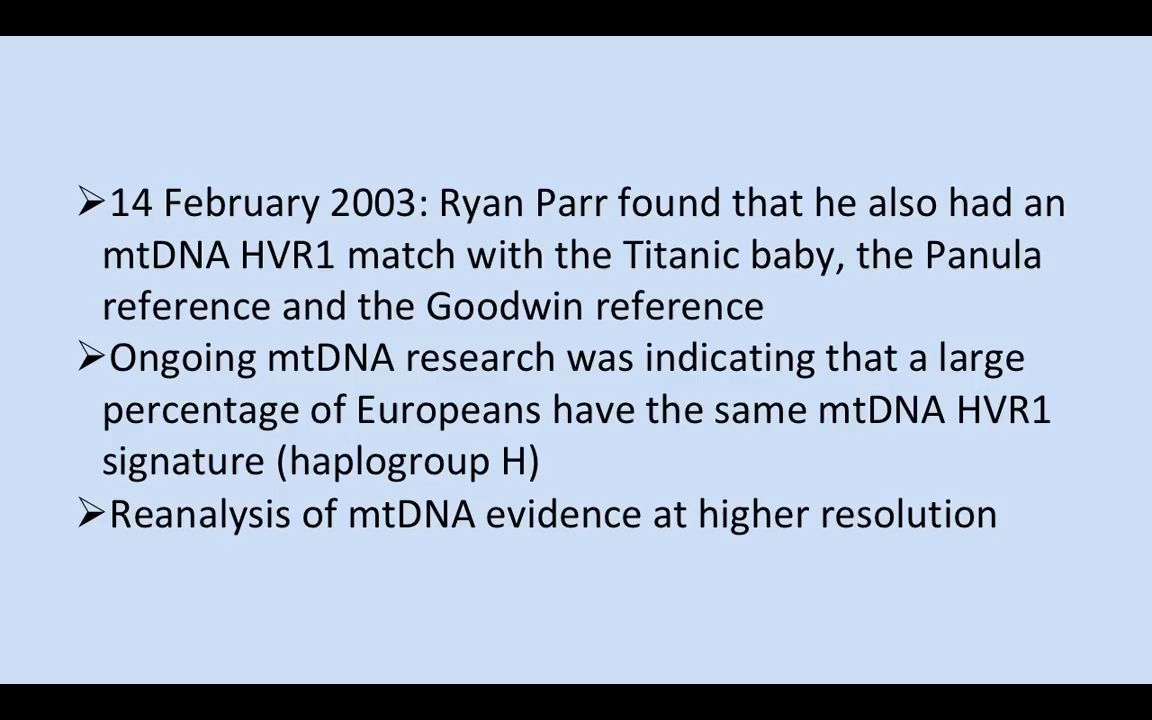 ➢14 February 2003: Ryan Parr found that he also had an
mtDNA HVR1 match with the Titanic baby, the Panula
reference and the Goodwin reference
➢Ongoing mtDNA research was indicating that a large
percentage of Europeans have the same mtDNA HVR1
signature (haplogroup H)
➢Reanalysis of mtDNA evidence at higher resolution